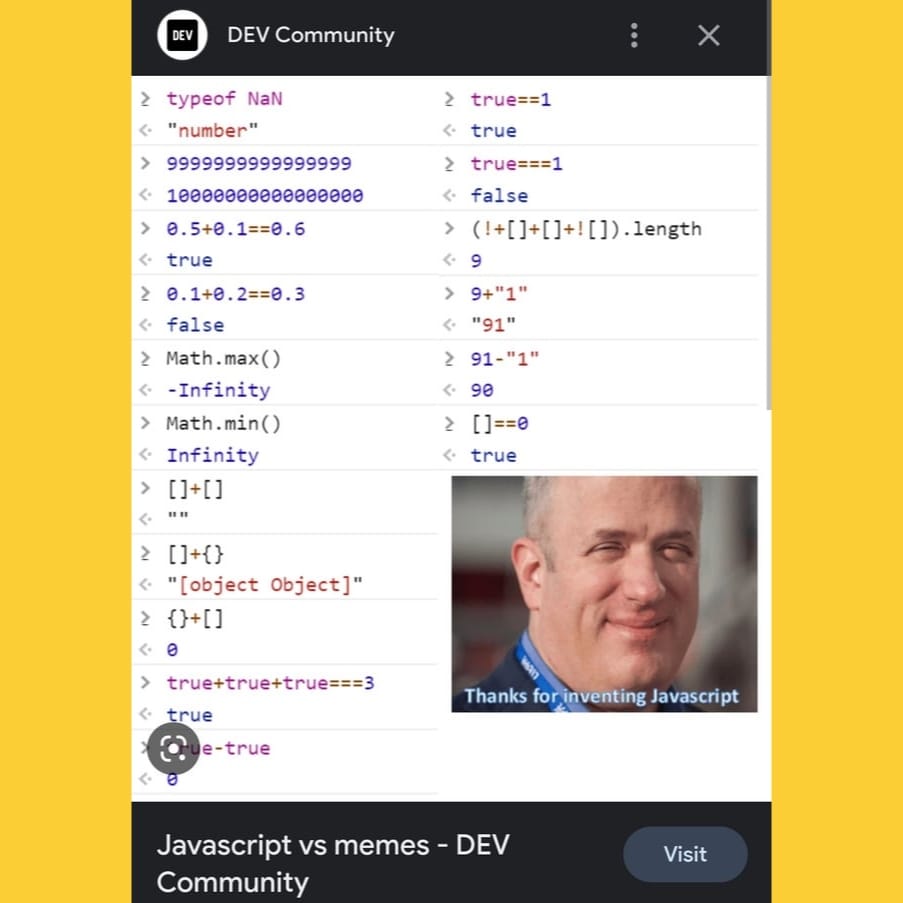 DEV
DEV Community
> typeof NaN
<· "number"
> 9999999999999999
<· 10000000000000000
> 0.5+0.1==0.6
<· true
> 0.1+0.2==0.3
<· false
> Math.max()
<· -Infinity
> Math.min()
<· Infinity
> []+[]
<· ""
> []+{}
<· "[object Object]"
> {}+[]
<· 0
> true+true+true===3
<· true
> true-true
<· 0
> true==1
<· true
> true===1
<· false
> (!+[]+[]+![]).length
<· 9
> 9+"1"
<· "91"
> 91-"1"
<· 90
> []==0
<· true
Thanks for inventing Javascript
Javascript vs memes - DEV
Community
Visit